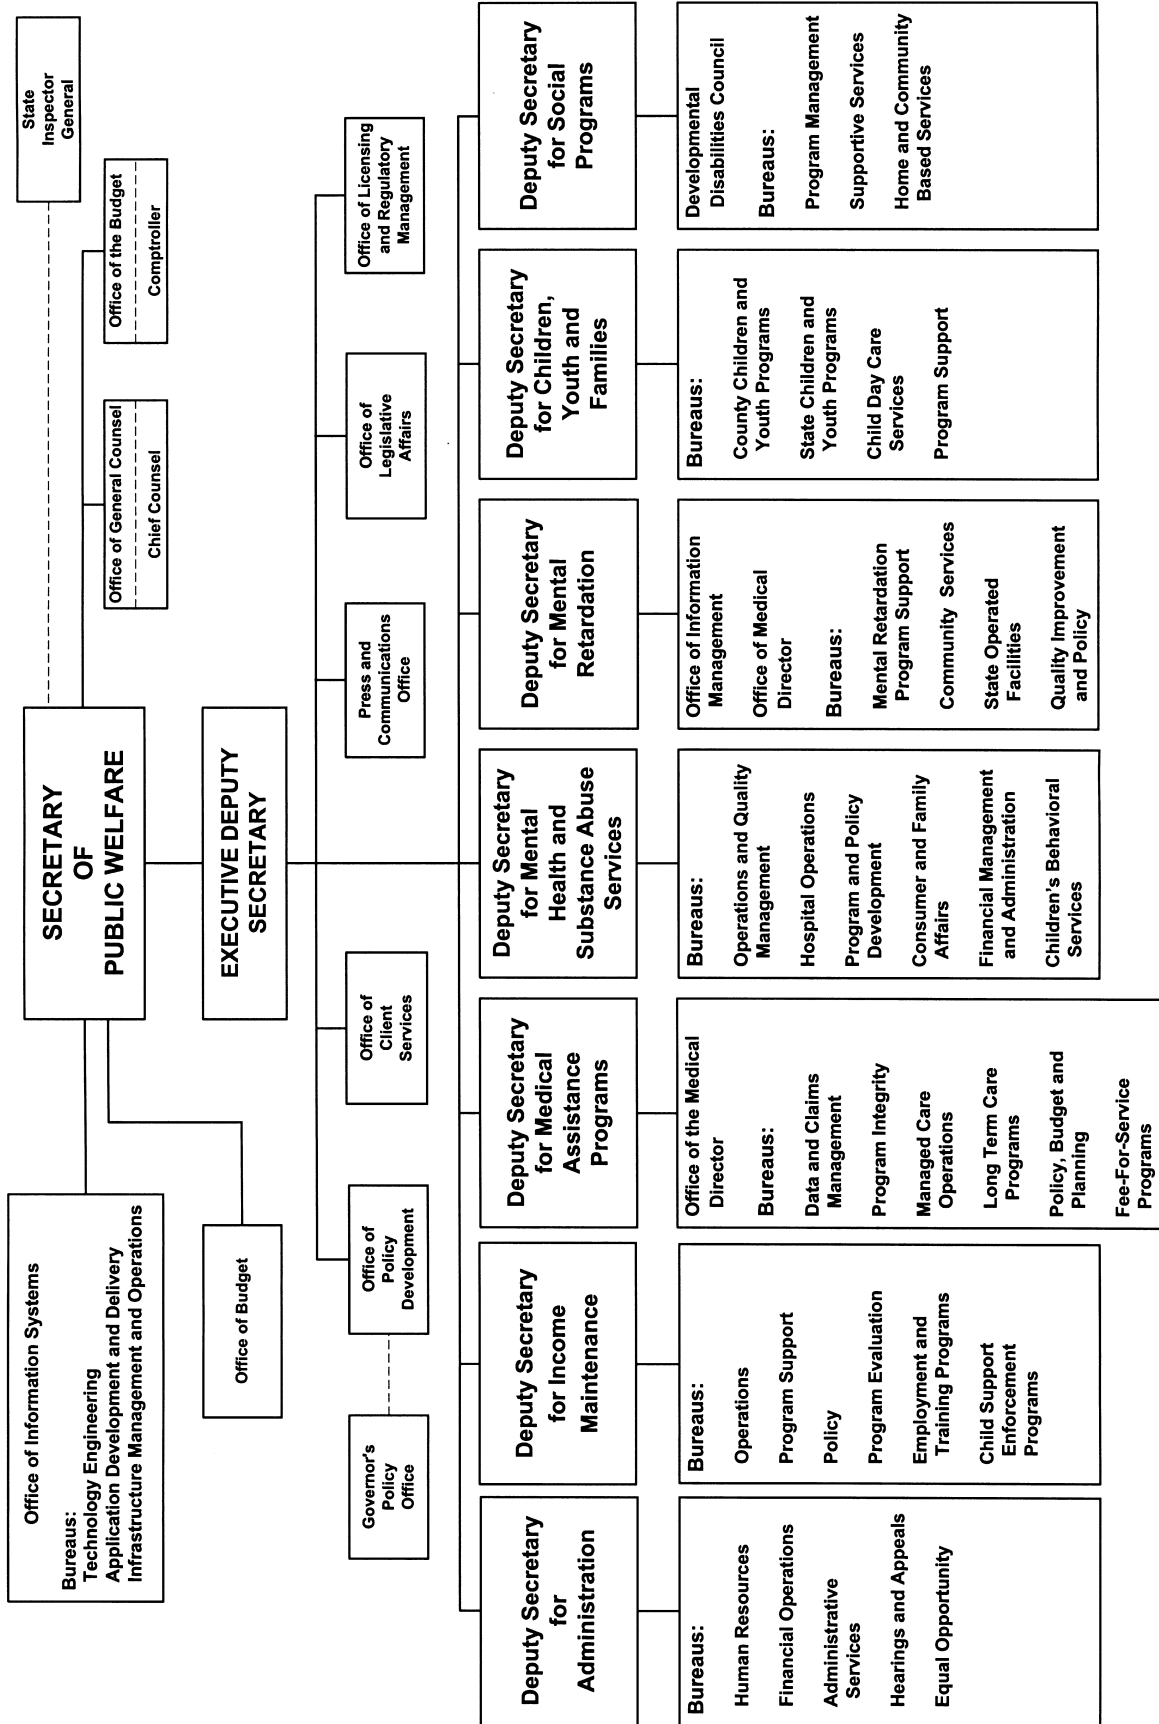 SECRETARY
OF
PUBLIC WELFARE
State
Inspector
General
Office of Information Systems
Bureaus:
Technology Engineering
Application Development and Delivery
Infrastructure Management and Operations
Office of General Counsel
Chief Counsel
Office of the Budget
Comptroller
EXECUTIVE DEPUTY
SECRETARY
Office of Budget
Governor's
Policy
Office
Office of
Policy
Development
Office of
Client
Services
Press and
Communications
Office
Office of
Legislative
Affairs
Office of Licensing
and Regulatory
Management
Deputy Secretary
for
Administration
Bureaus:
Human Resources
Financial Operations
Administrative
Services
Hearings and Appeals
Equal Opportunity
Deputy Secretary
for Income
Maintenance
Bureaus:
Operations
Program Support
Policy
Program Evaluation
Employment and
Training Programs
Child Support
Enforcement
Programs
Deputy Secretary
for Medical
Assistance
Programs
Office of the Medical
Director
Bureaus:
Data and Claims
Management
Program Integrity
Managed Care
Operations
Long Term Care
Programs
Policy, Budget and
Planning
Fee-For-Service
Programs
Deputy Secretary
for Mental
Health and
Substance Abuse
Services
Bureaus:
Operations and Quality
Management
Hospital Operations
Program and Policy
Development
Consumer and Family
Affairs
Financial Management
and Administration
Children's Behavioral
Services
Deputy Secretary
for Mental
Retardation
Office of Information
Management
Office of Medical
Director
Bureaus:
Mental Retardation
Program Support
Community Services
State Operated
Facilities
Quality Improvement
and Policy
Deputy Secretary
for Children,
Youth and
Families
Bureaus:
County Children and
Youth Programs
State Children and
Youth Programs
Child Day Care
Services
Program Support
Deputy Secretary
for Social
Programs
Developmental
Disabilities Council
Bureaus:
Program Management
Supportive Services
Home and Community
Based Services